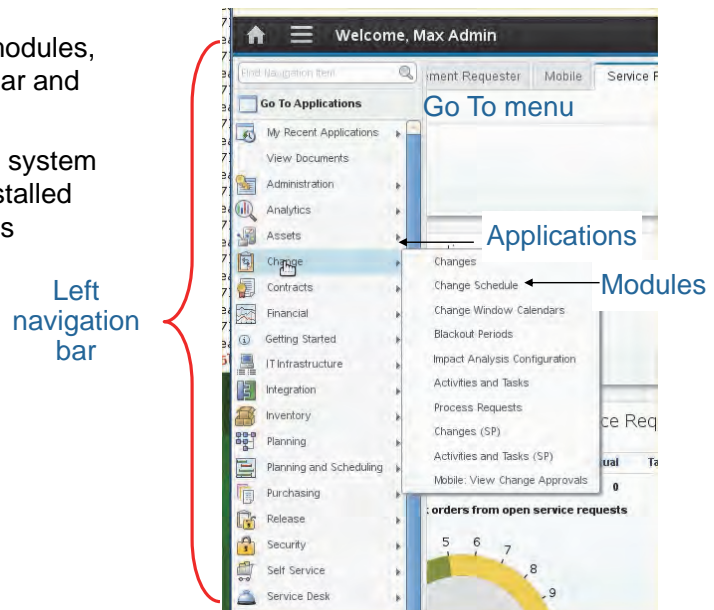 nodules,
ar and
system
stalled
s
Left
navigation
bar
Welcome, Max Admin
Find Navigation Item
ement Requester
Mobile
Service R
Go To Applications
Go To menu
My Recent Applications
View Documents
Administration
Analytics
Assets
Applications
Change
Contracts
Financial
Getting Started
IT Infrastructure
Integration
Inventory
Planning
Planning and Scheduling
Purchasing
Release
Security
Self Service
Service Desk
Changes
Change Schedule
Modules
Change Window Calendars
Blackout Periods
Impact Analysis Configuration
Activities and Tasks
Process Requests
Changes (SP)
Activities and Tasks (SP)
Mobile: View Change Approvals
ce Req
ual
Ta
0
orders from open service requests
5
6
7
8
9